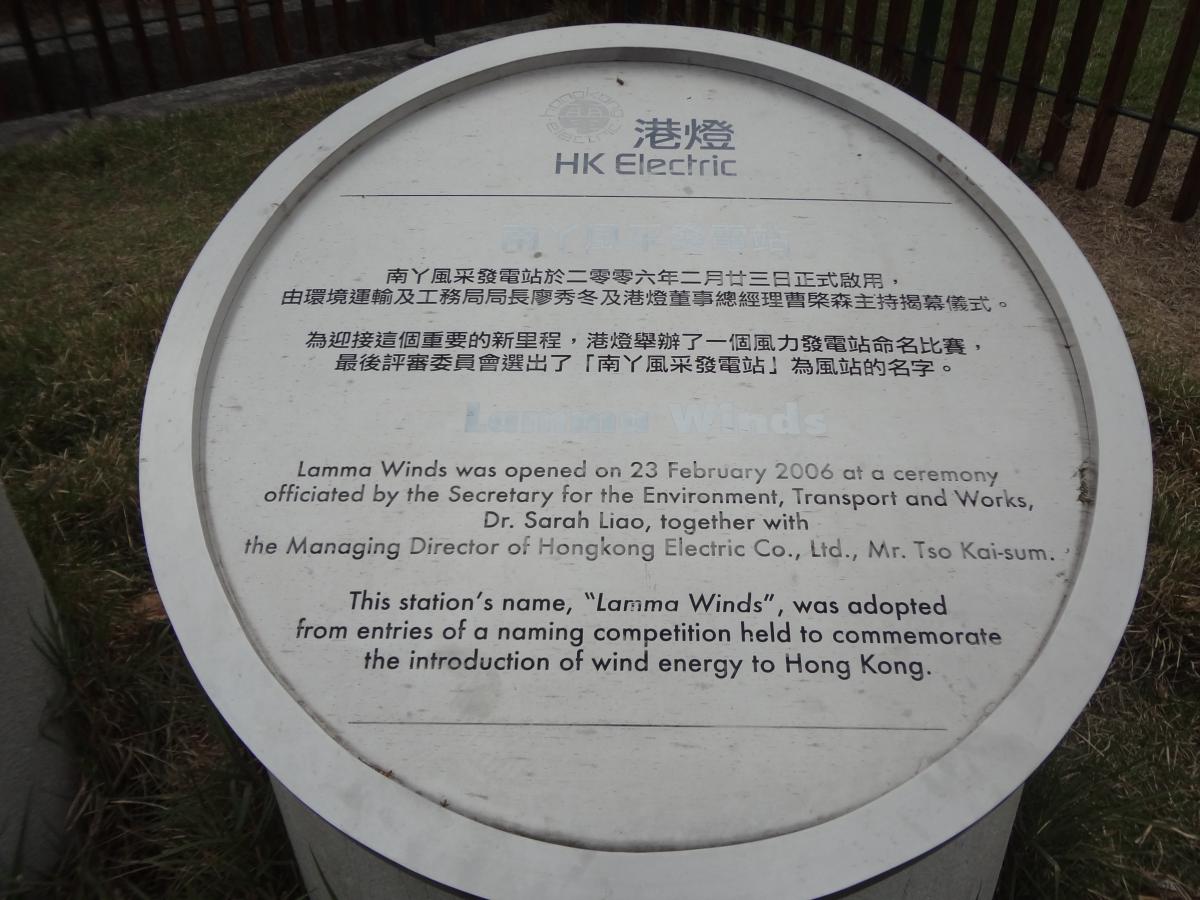 hongkong
electric
港燈
HK Electric
南丫風采發電站
南丫風采發電站於二零零六年二月廿三日正式啟用，
由環境運輸及工務局局長廖秀冬及港燈董事總經理曹棨森主持揭幕儀式。
為迎接這個重要的新里程，港燈舉辦了一個風力發電站命名比賽，
最後評審委員會選出了「南丫風采發電站」為風站的名字。
Lamma Winds
Lamma Winds was opened on 23 February 2006 at a ceremony
officiated by the Secretary for the Environment, Transport and Works,
Dr. Sarah Liao, together with
the Managing Director of Hongkong Electric Co., Ltd., Mr. Tso Kai-sum.
This station's name, “Lamma Winds”, was adopted
from entries of a naming competition held to commemorate
the introduction of wind energy to Hong Kong.